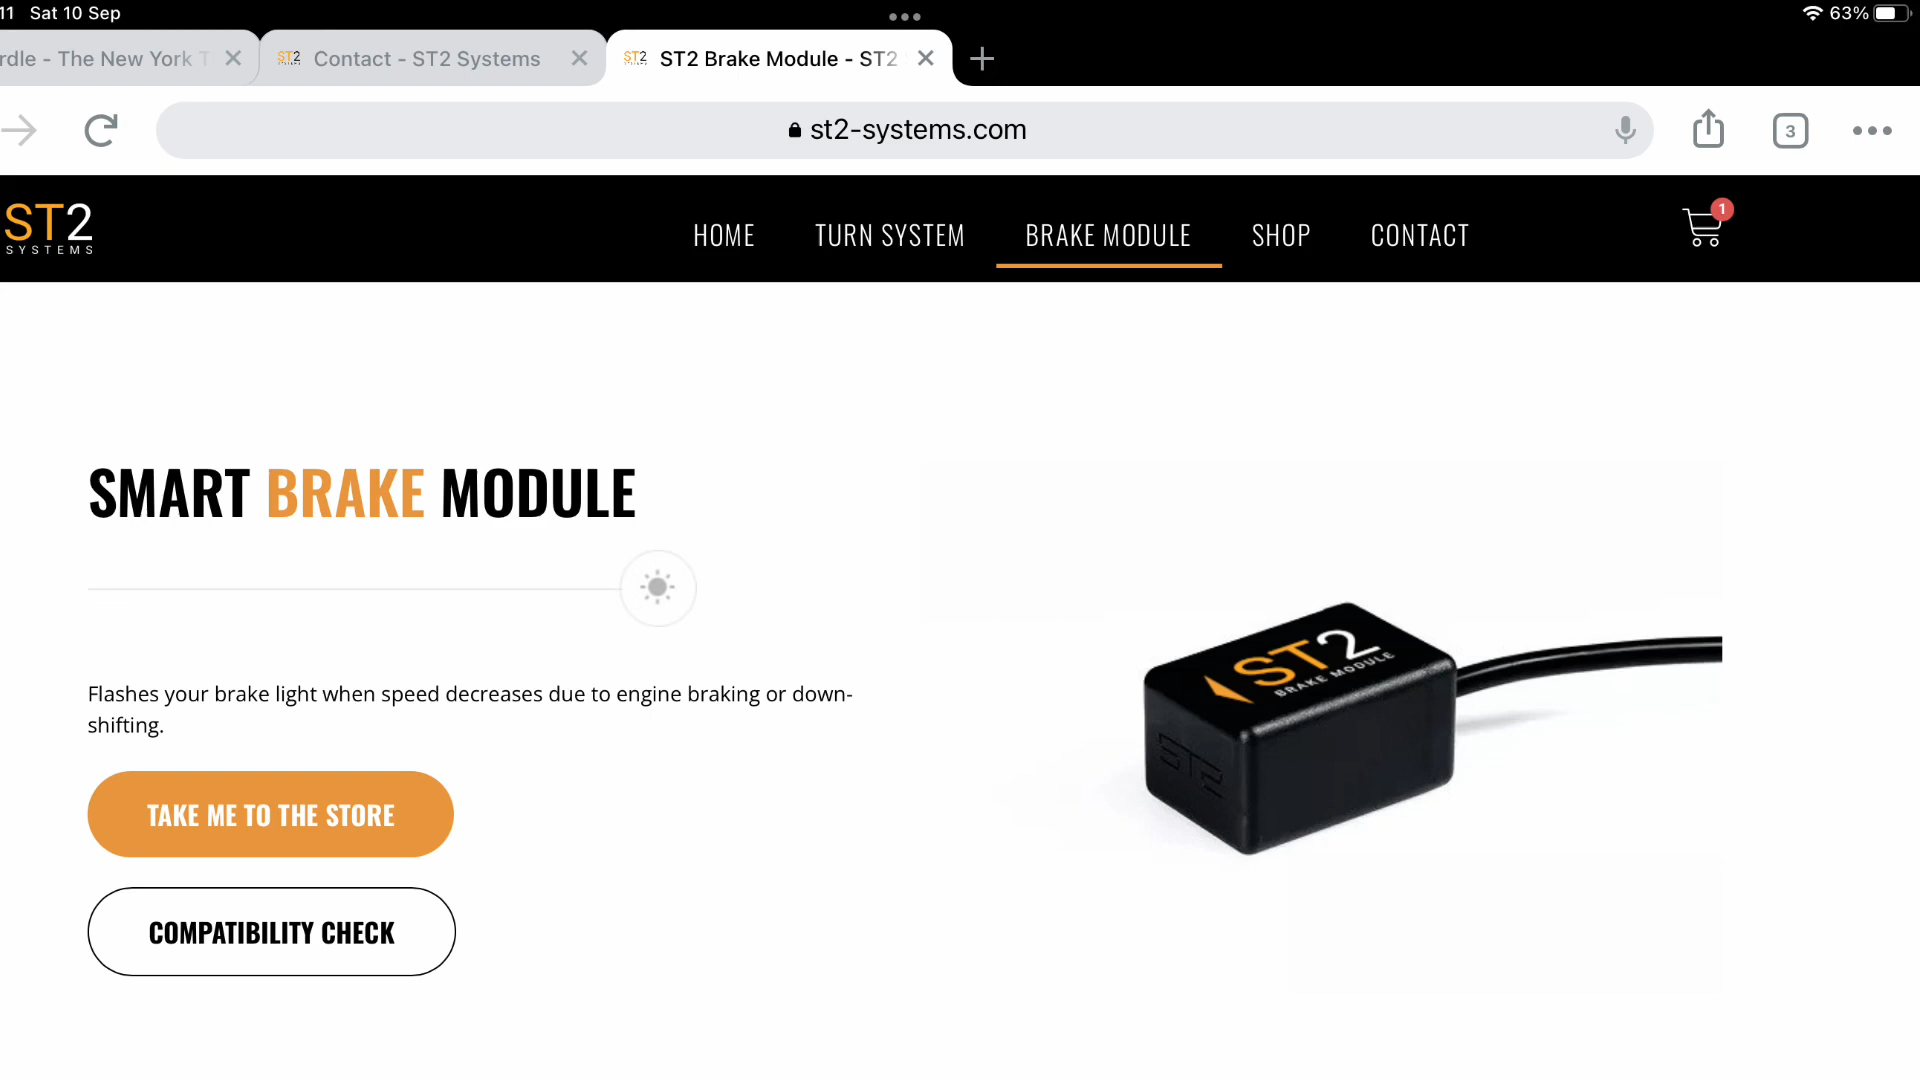 11 Sat 10 Sep
63%
rdle - The New York T
Contact - ST2 Systems
ST2 Brake Module - ST2
st2-systems.com
3
ST2
SYSTEMS
HOME
TURN SYSTEM
BRAKE MODULE
SHOP
CONTACT
1
SMART BRAKE MODULE
Flashes your brake light when speed decreases due to engine braking or down-
shifting.
TAKE ME TO THE STORE
COMPATIBILITY CHECK
ST2
BRAKE MODULE
ST2